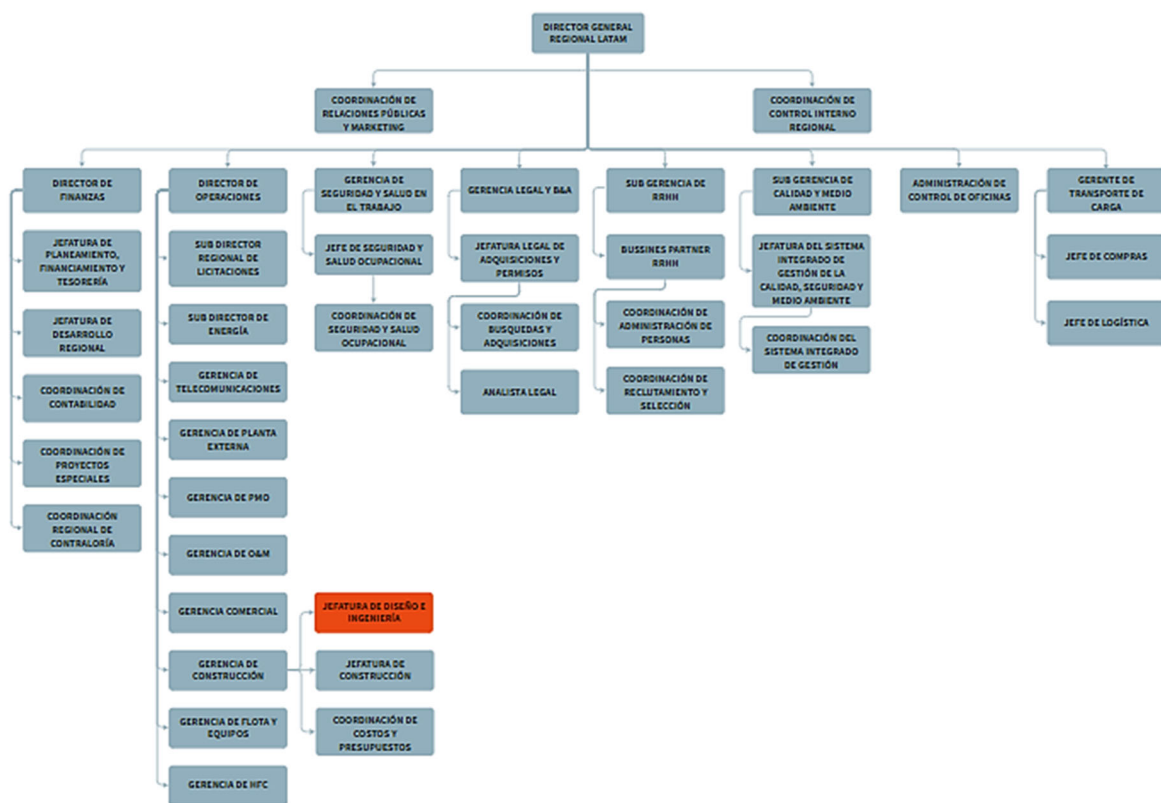 DIRECTOR GENERAL
REGIONAL LATAM
COORDINACIÓN DE
RELACIONES PÚBLICAS
Y MARKETING
COORDINACIÓN DE
CONTROL INTERNO
REGIONAL
DIRECTOR DE
FINANZAS
JEFATURA DE
PLANEAMIENTO,
FINANCIAMIENTO Y
TESORERÍA
JEFATURA DE
DESARROLLO
REGIONAL
COORDINACIÓN DE
CONTABILIDAD
COORDINACIÓN DE
PROYECTOS
ESPECIALES
COORDINACIÓN
REGIONAL DE
CONTRALORÍA
DIRECTOR DE
OPERACIONES
SUB DIRECTOR
REGIONAL DE
LICITACIONES
SUB DIRECTOR DE
ENERGÍA
GERENCIA DE
TELECOMUNICACIONES
GERENCIA DE PLANTA
EXTERNA
GERENCIA DE PMO
GERENCIA DE O&M
GERENCIA COMERCIAL
GERENCIA DE
CONSTRUCCIÓN
JEFATURA DE DISEÑO E
INGENIERÍA
JEFATURA DE
CONSTRUCCIÓN
COORDINACIÓN DE
COSTOS Y
PRESUPUESTOS
GERENCIA DE FLOTA Y
EQUIPOS
GERENCIA DE HFC
GERENCIA DE
SEGURIDAD Y SALUD EN
EL TRABAJO
JEFE DE SEGURIDAD Y
SALUD OCUPACIONAL
COORDINACIÓN DE
SEGURIDAD Y SALUD
OCUPACIONAL
GERENCIA LEGAL Y B&A
JEFATURA LEGAL DE
ADQUISICIONES Y
PERMISOS
COORDINACIÓN DE
BUSQUEDAS Y
ADQUISICIONES
ANALISTA LEGAL
SUB GERENCIA DE
RRHH
BUSSINES PARTNER
RRHH
COORDINACIÓN DE
ADMINISTRACIÓN DE
PERSONAS
COORDINACIÓN DE
RECLUTAMIENTO Y
SELECCIÓN
SUB GERENCIA DE
CALIDAD Y MEDIO
AMBIENTE
JEFATURA DEL SISTEMA
INTEGRADO DE
GESTIÓN DE LA
CALIDAD, SEGURIDAD Y
MEDIO AMBIENTE
COORDINACIÓN DEL
SISTEMA INTEGRADO
DE GESTIÓN
ADMINISTRACIÓN DE
CONTROL DE OFICINAS
GERENTE DE
TRANSPORTE DE
CARGA
JEFE DE COMPRAS
JEFE DE LOGÍSTICA